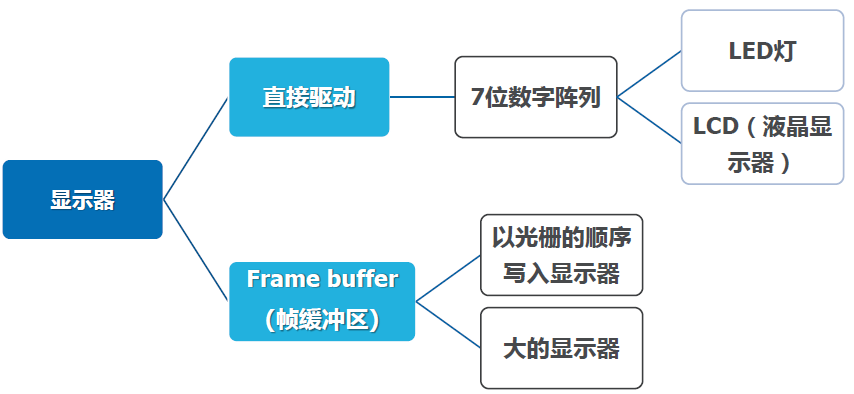 显示器
直接驱动
7位数字阵列
LED灯
LCD（液晶显
示器）
Frame buffer
（帧缓冲区）
以光栅的顺序
写入显示器
大的显示器